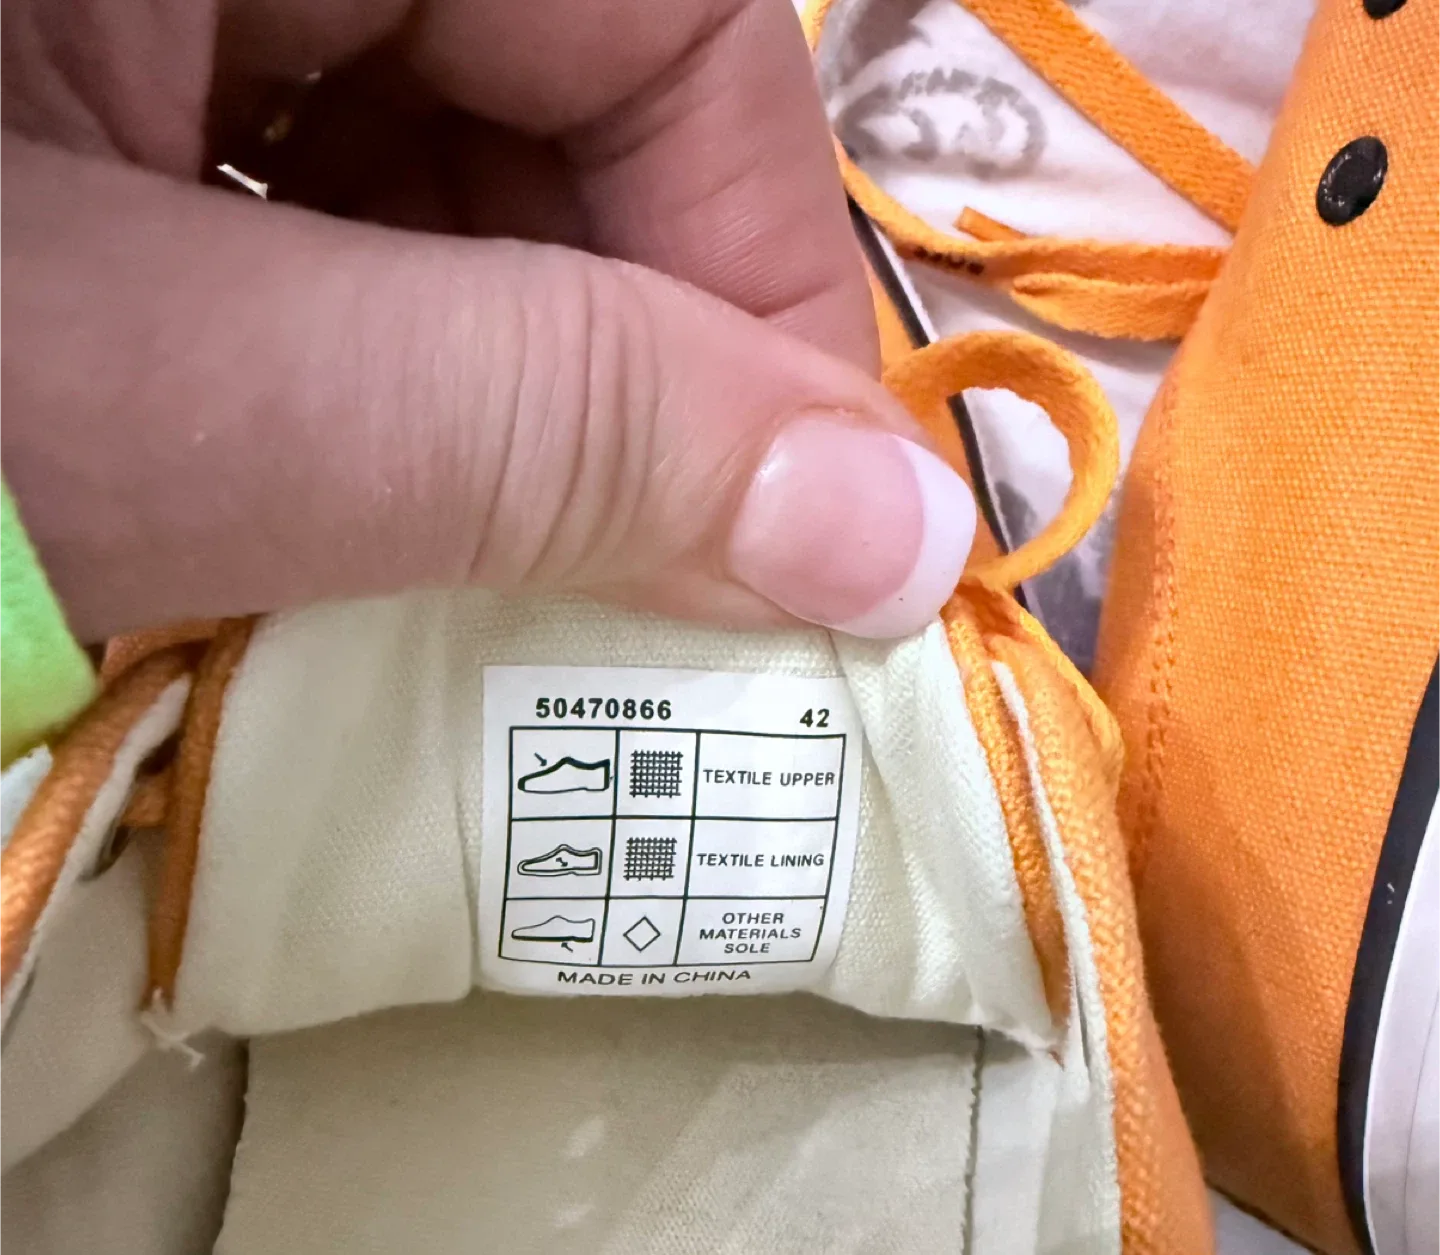 50470866 42
TEXTILE UPPER
TEXTILE LINING
OTHER
MATERIALS
SOLE
MADE IN CHINA